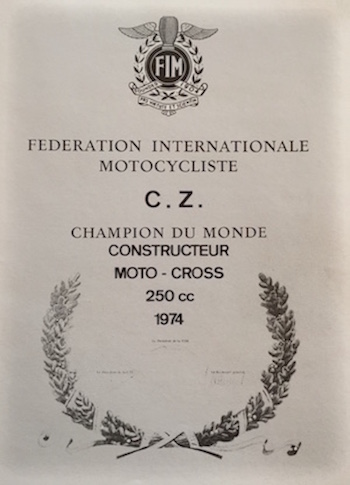 FIM
FEDERATION INTERNATIONALE
MOTOCYCLISTE
C. Z.
CHAMPION DU MONDE
CONSTRUCTEUR
MOTO - CROSS
250 cc
1974